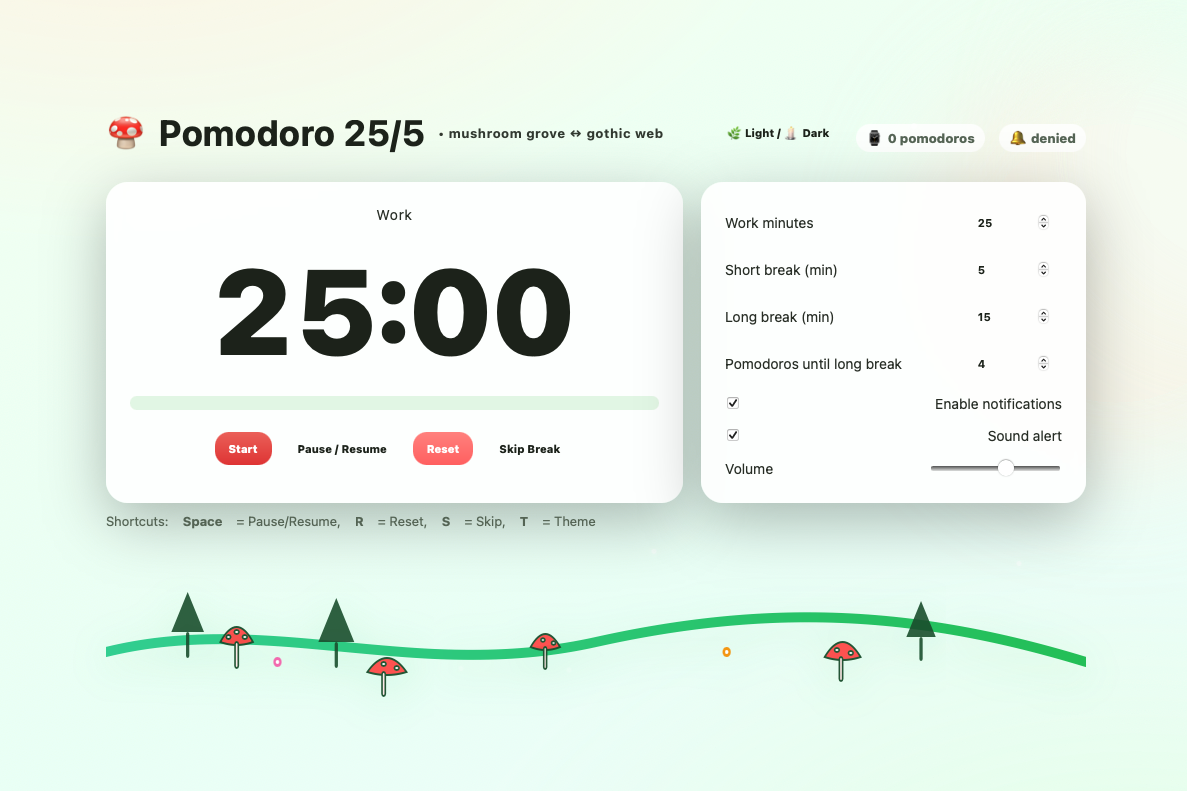 🍄 Pomodoro 25/5 • mushroom grove ↔ gothic web
🌿 Light / 🕯️ Dark
⌚ 0 pomodoros
🔔 denied
Work
25:00
Start
Pause / Resume
Reset
Skip Break
Work minutes 25
Short break (min) 5
Long break (min) 15
Pomodoros until long break 4
Enable notifications
Sound alert
Volume
Shortcuts: Space = Pause/Resume, R = Reset, S = Skip, T = Theme